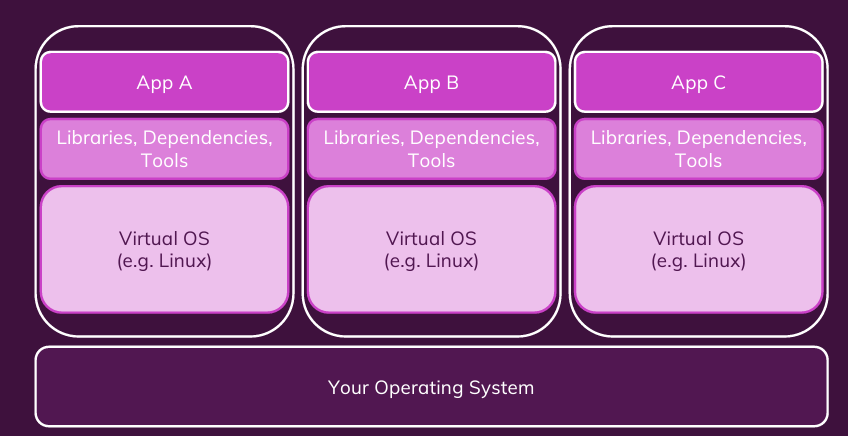 App A
App B
App C
Libraries, Dependencies,
Tools
Libraries, Dependencies,
Tools
Libraries, Dependencies,
Tools
Virtual OS
(e.g. Linux)
Virtual OS
(e.g. Linux)
Virtual OS
(e.g. Linux)
Your Operating System